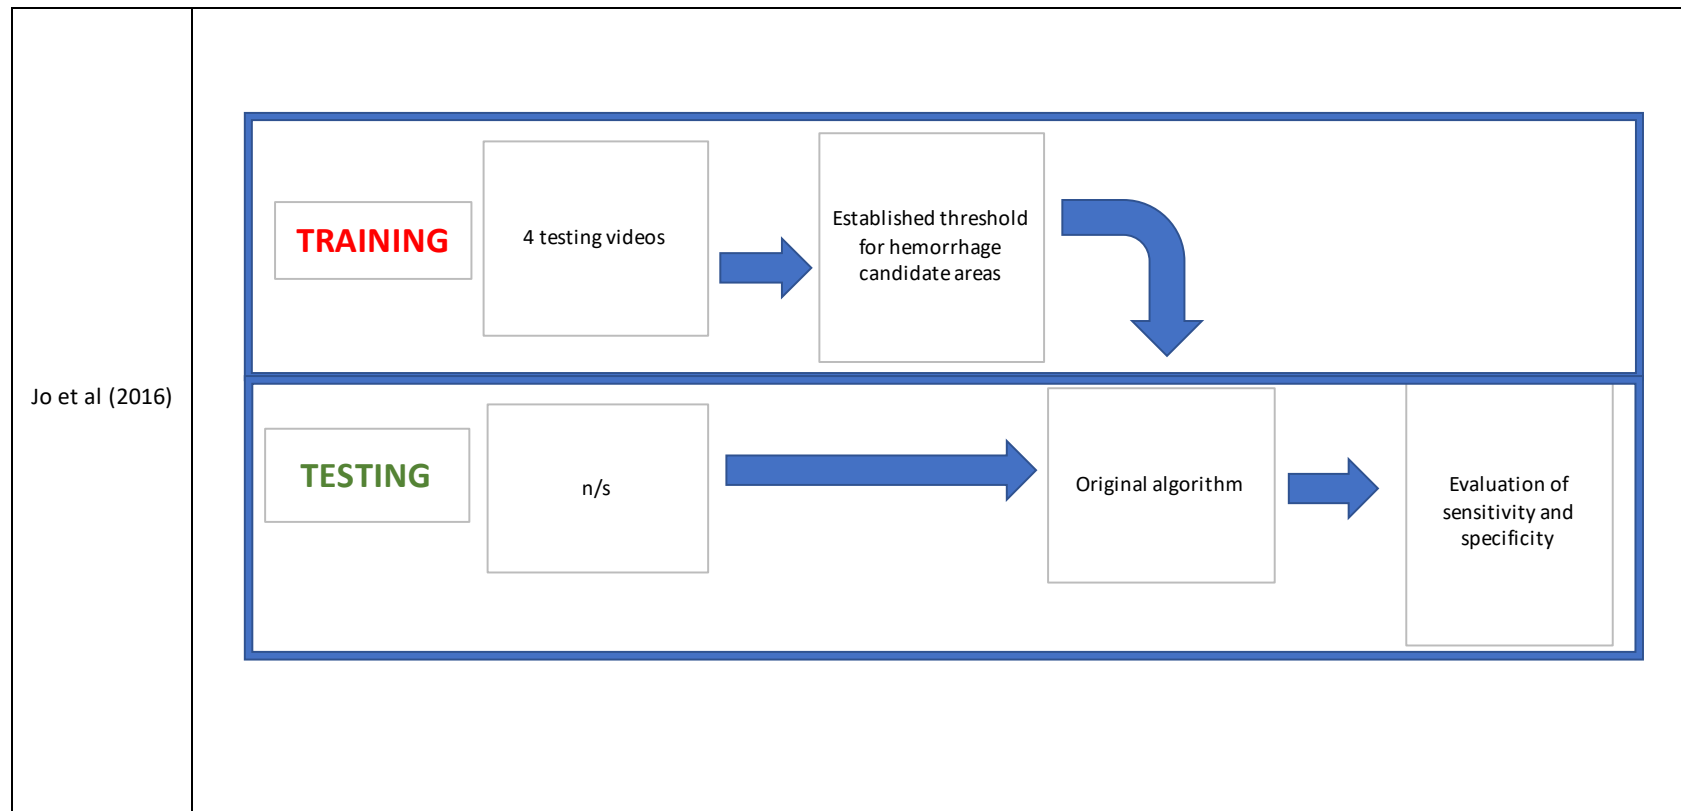 Jo et al (2016)
TRAINING
4 testing videos
Established threshold
for hemorrhage
candidate areas
TESTING
n/s
Original algorithm
Evaluation of
sensitivity and
specificity